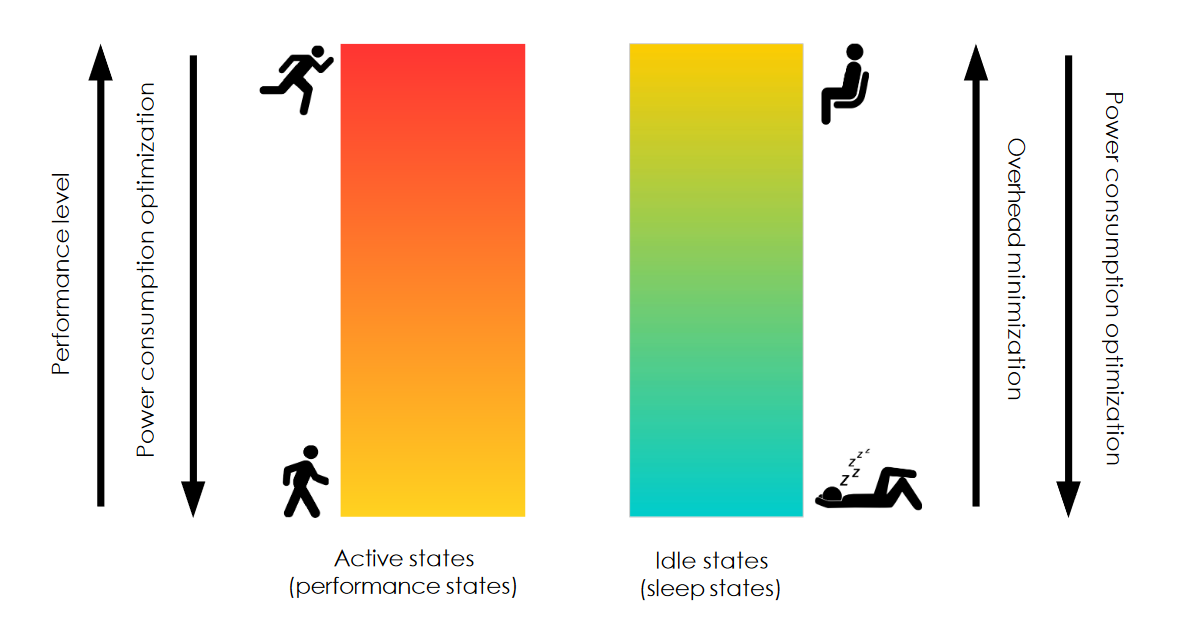 Performance level
Power consumption optimization
z z z z z
Overhead minimization
Power consumption optimization
Active states
(performance states)
Idle states
(sleep states)